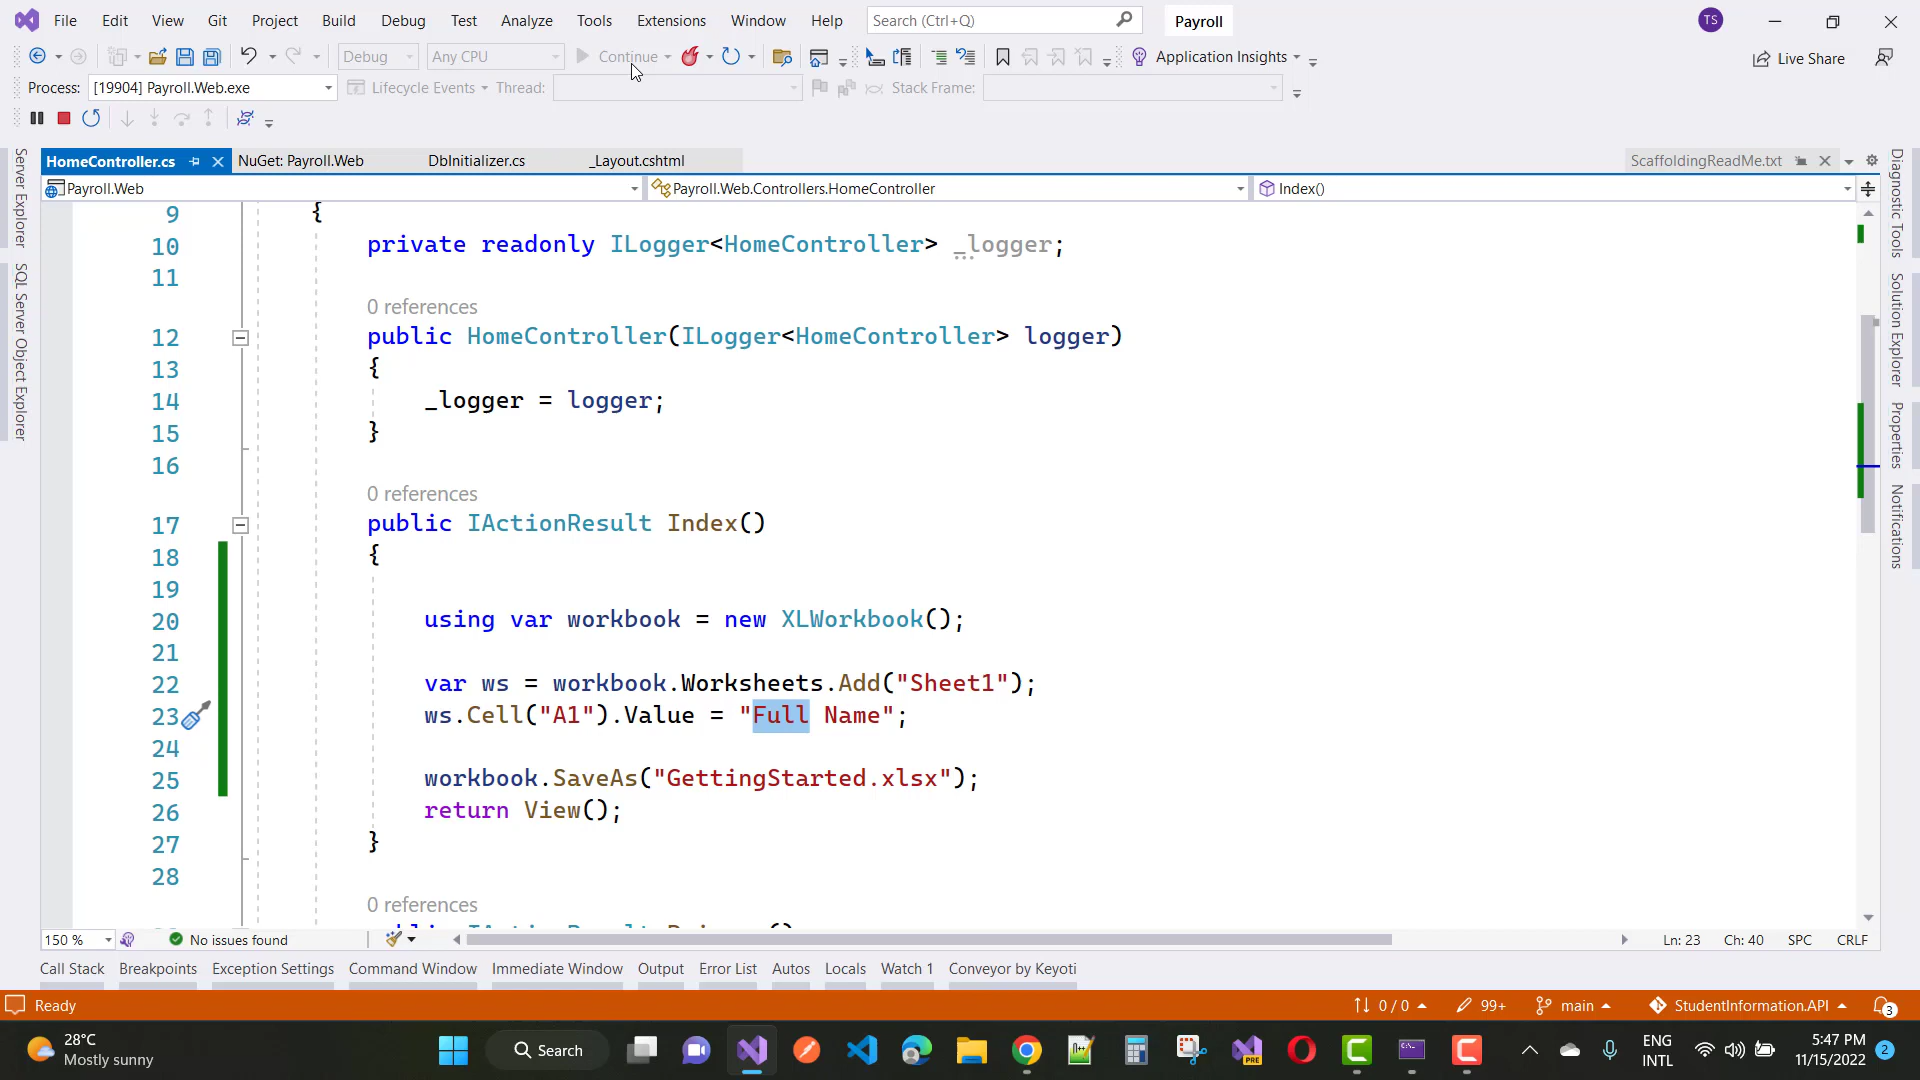 File Edit View Git Project Build Debug Test Analyze Tools Extensions Window Help Search (Ctrl+Q) Payroll TS
Debug Any CPU Continue Application Insights Live Share
Process: [19904] Payroll.Web.exe Lifecycle Events Thread: Stack Frame:
HomeController.cs NuGet: Payroll.Web DbInitializer.cs _Layout.cshtml ScaffoldingReadMe.txt
Payroll.Web Payroll.Web.Controllers.HomeController Index()
Server Explorer
SQL Server Object Explorer
9 {
10 private readonly ILogger<HomeController> _logger;
11
0 references
12 public HomeController(ILogger<HomeController> logger)
13 {
14 _logger = logger;
15 }
16
0 references
17 public IActionResult Index()
18 {
19
20 using var workbook = new XLWorkbook();
21
22 var ws = workbook.Worksheets.Add("Sheet1");
23 ws.Cell("A1").Value = "Full Name";
24
25 workbook.SaveAs("GettingStarted.xlsx");
26 return View();
27 }
28
0 references
Diagnostic Tools
Solution Explorer
Properties
Notifications
150 % No issues found Ln: 23 Ch: 40 SPC CRLF
Call Stack Breakpoints Exception Settings Command Window Immediate Window Output Error List Autos Locals Watch 1 Conveyor by Keyoti
Ready 0 / 0 99+ main StudentInformation.API 3
28°C
Mostly sunny
Search
PRE
ENG
INTL
5:47 PM
11/15/2022
2